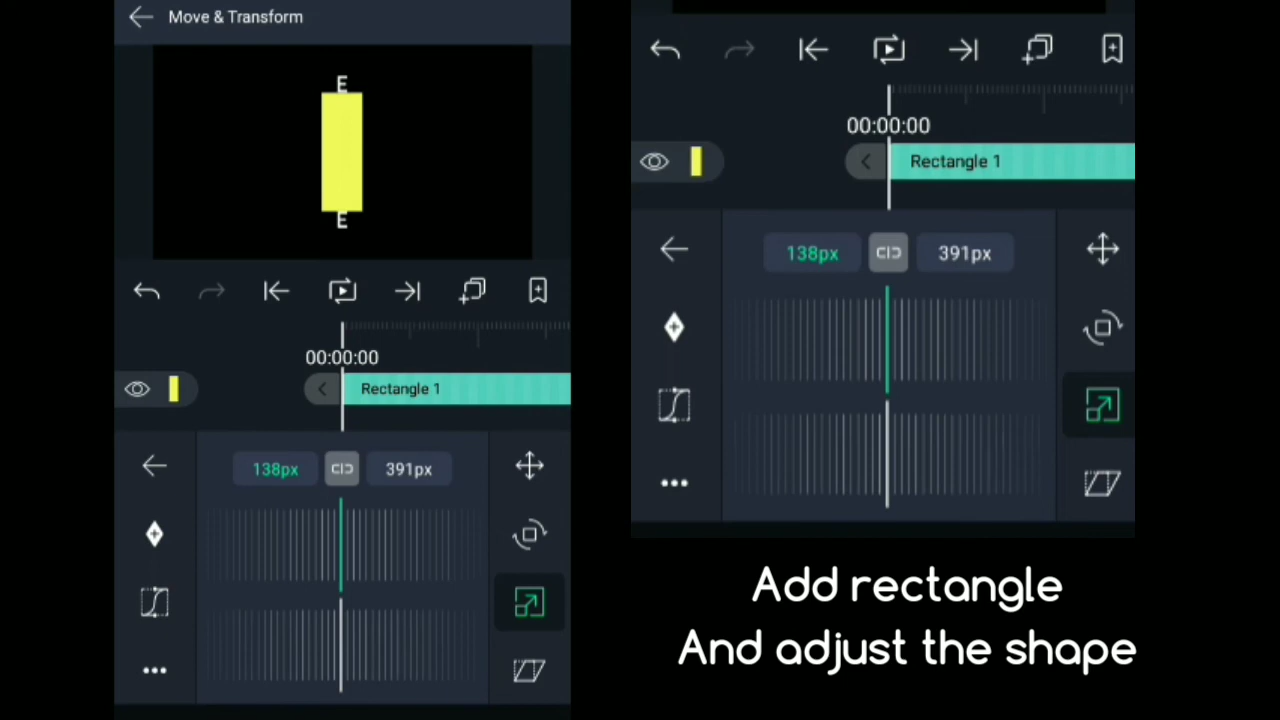 Move & Transform
E
E
00:00:00
Rectangle 1
138px
391px
00:00:00
Rectangle 1
138px
391px
Add rectangle
And adjust the shape